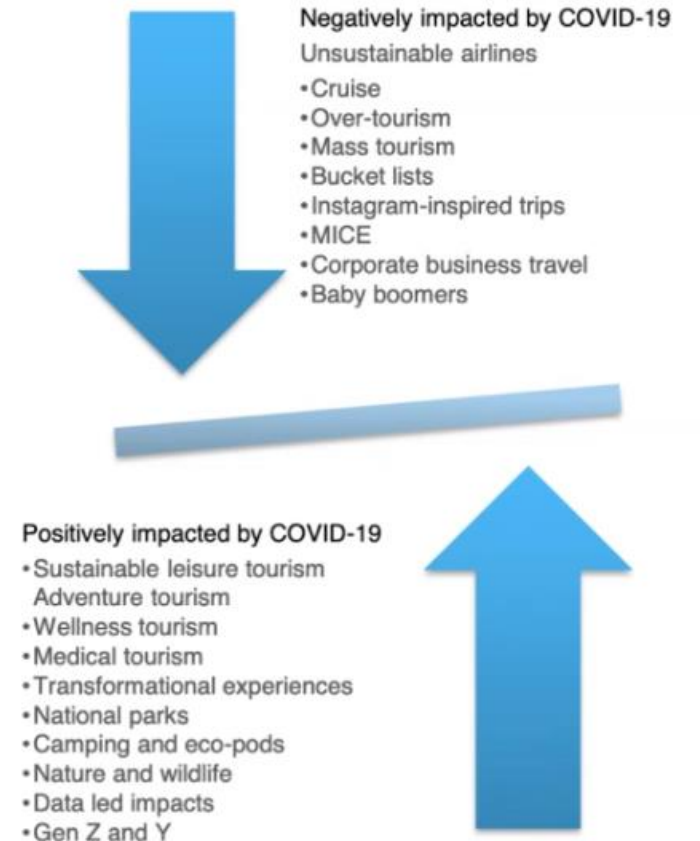 Negatively impacted by COVID-19
Unsustainable airlines
•Cruise
•Over-tourism
•Mass tourism
•Bucket lists
•Instagram-inspired trips
•MICE
•Corporate business travel
•Baby boomers
Positively impacted by COVID-19
•Sustainable leisure tourism
Adventure tourism
•Wellness tourism
•Medical tourism
•Transformational experiences
•National parks
•Camping and eco-pods
•Nature and wildlife
•Data led impacts
•Gen Z and Y